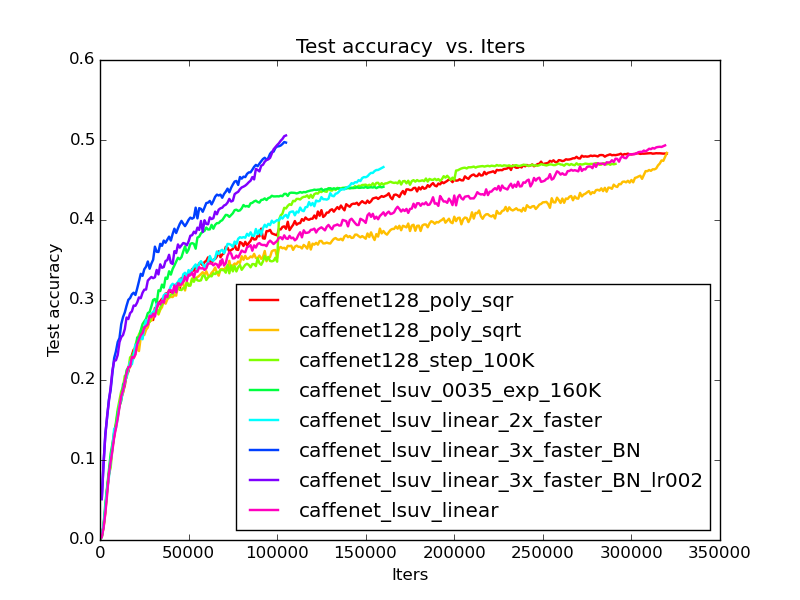 Test accuracy  vs. Iters
0.6
0.5
0.4
0.3
0.2
0.1
0.0
Test accuracy
caffenet128_poly_sqr
caffenet128_poly_sqrt
caffenet128_step_100K
caffenet_lsuv_0035_exp_160K
caffenet_lsuv_linear_2x_faster
caffenet_lsuv_linear_3x_faster_BN
caffenet_lsuv_linear_3x_faster_BN_lr002
caffenet_lsuv_linear
0 50000 100000 150000 200000 250000 300000 350000
Iters